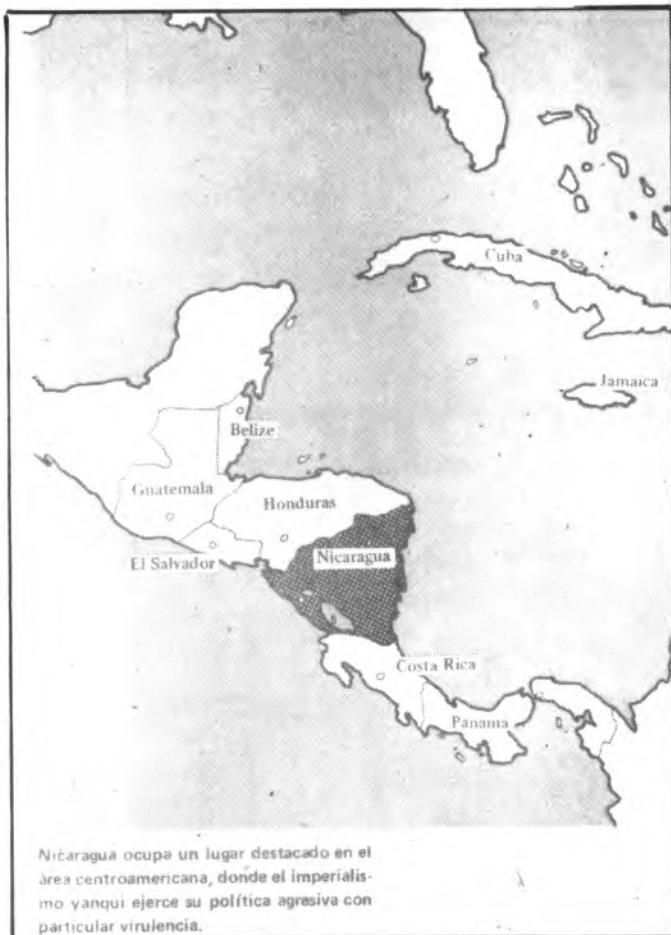 Cuba
Jamaica
Belize
Guatemala
Honduras
El Salvador
Nicaragua
Costa Rica
Panama
Nicaragua ocupa un lugar destacado en el
área centroamericana, donde el imperialis-
mo yanqui ejerce su política agresiva con
particular virulencia.